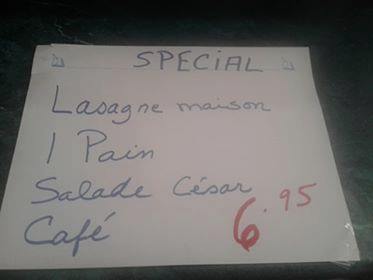 SPECIAL
Lasagne maison
1 Pain
Salade César
Café 6.95